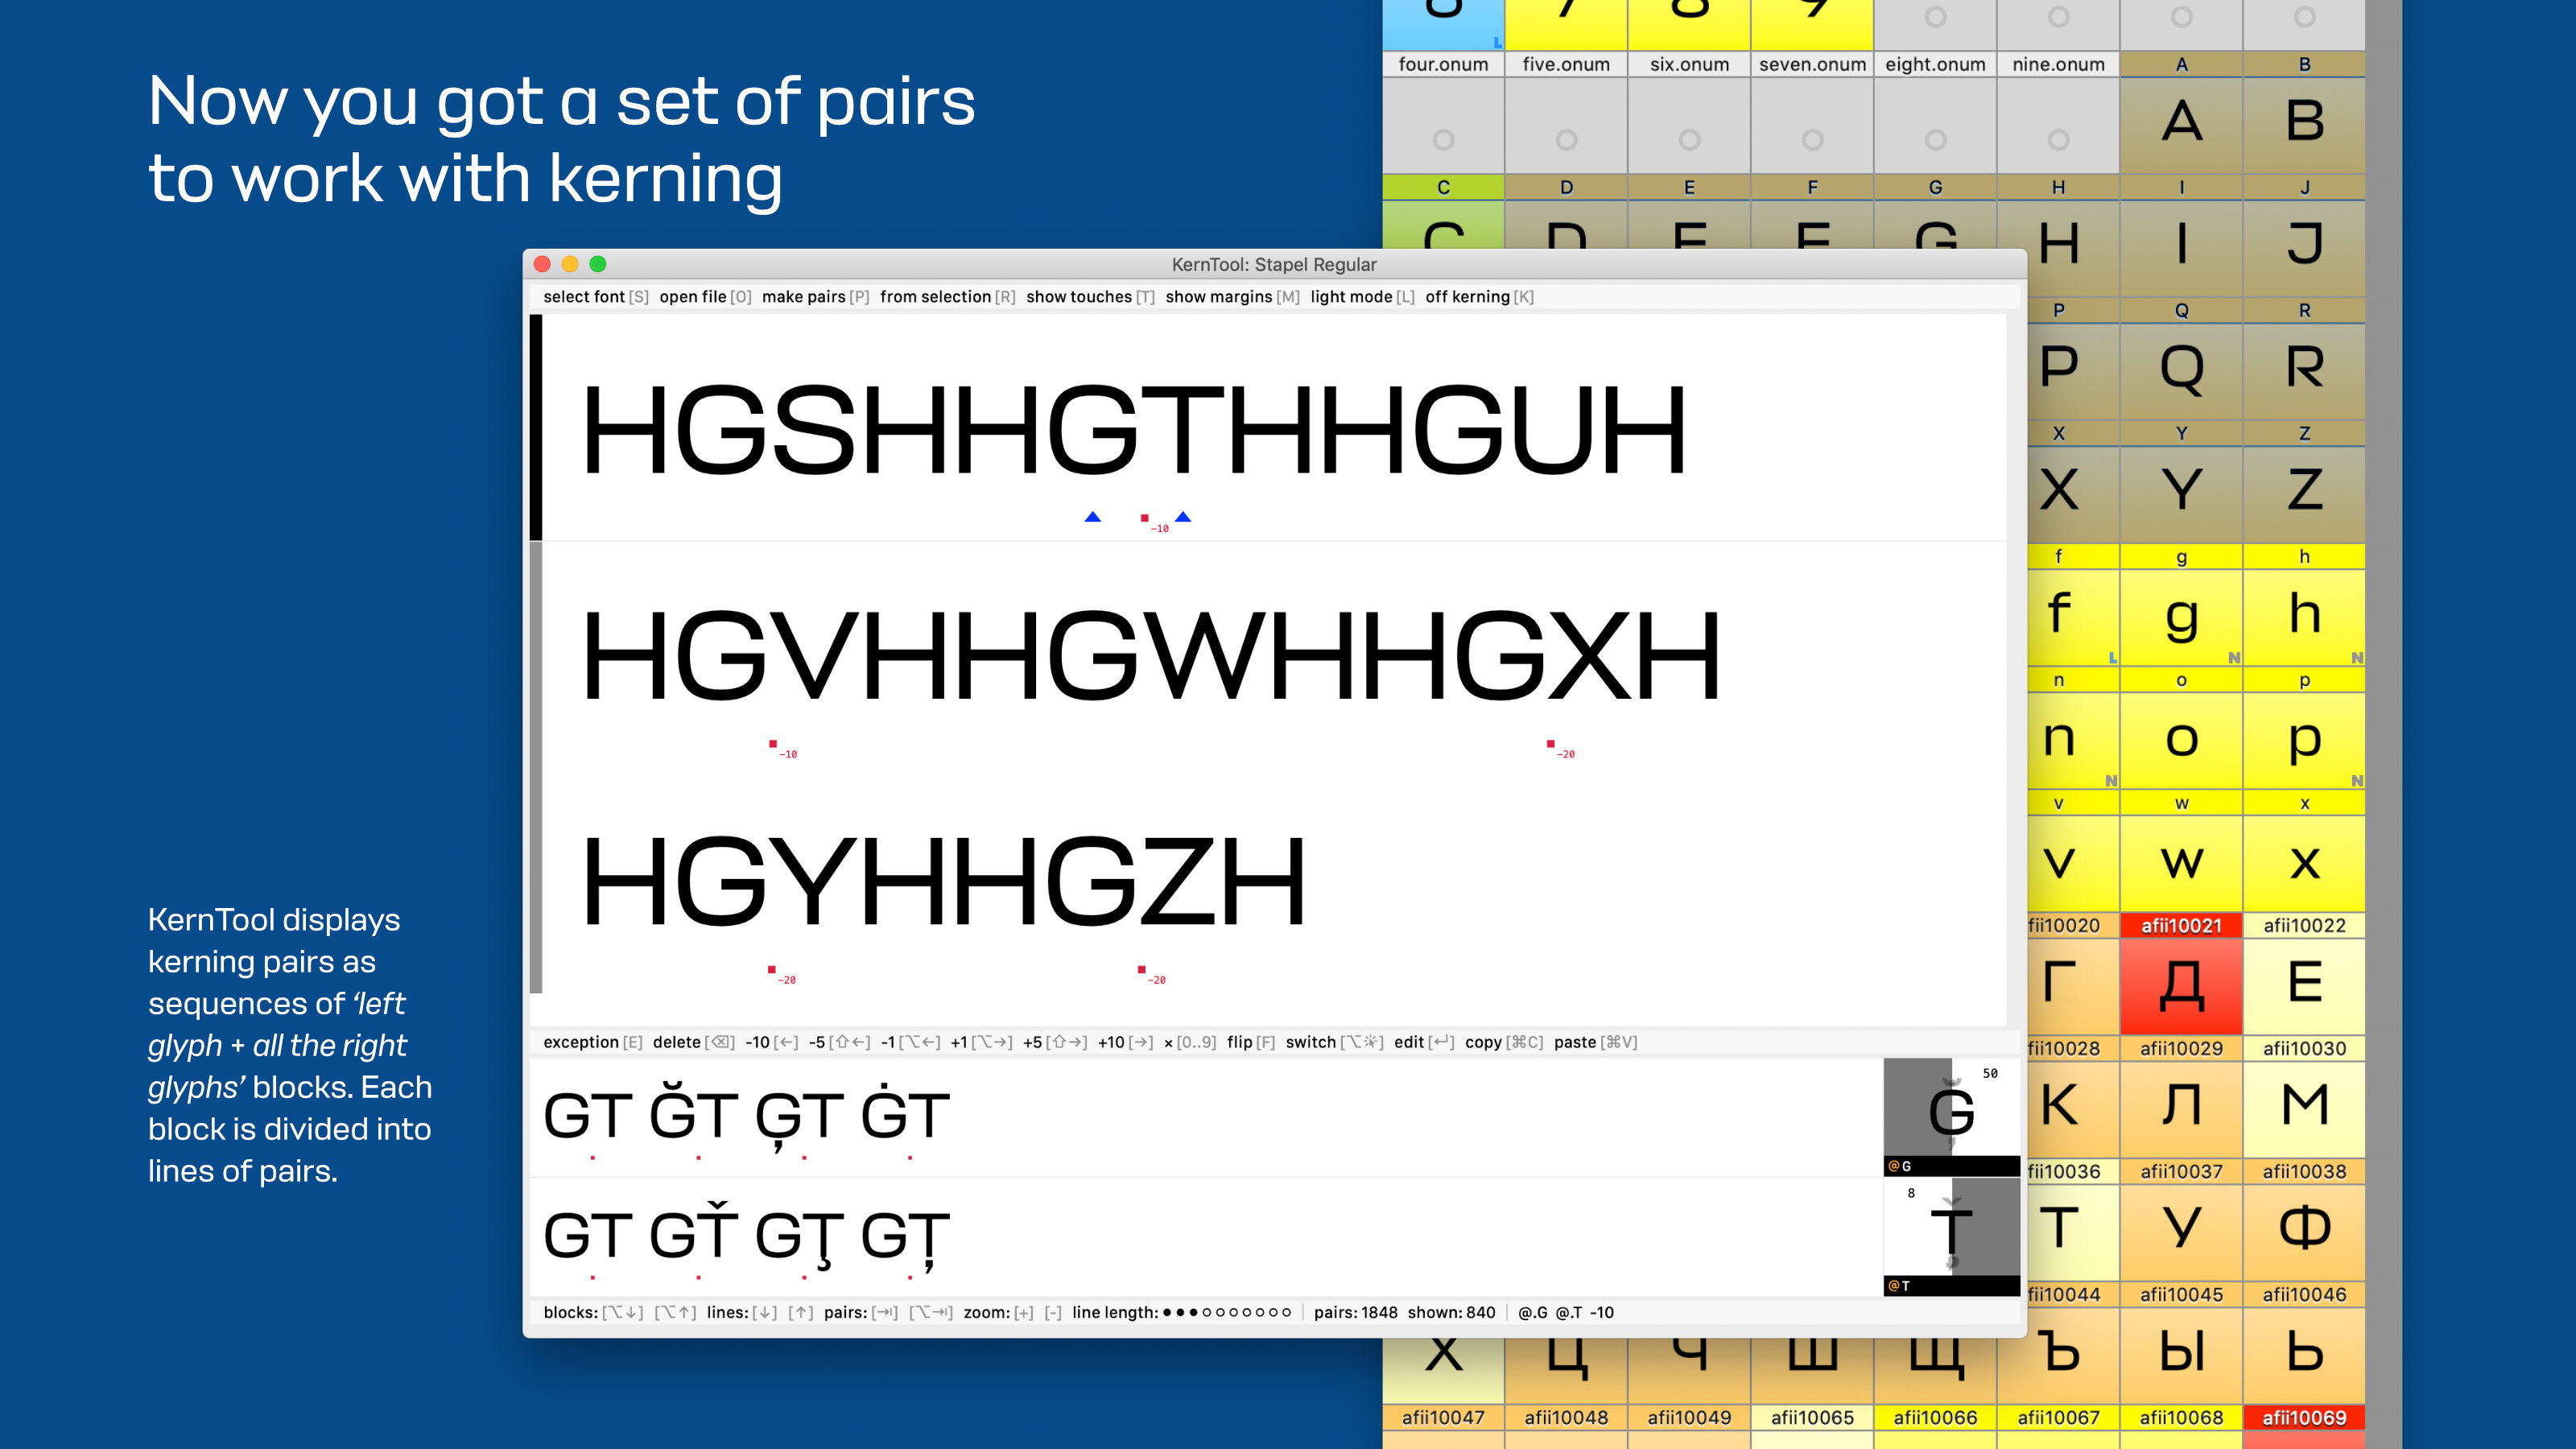 Now you got a set of pairs
to work with kerning
KernTool displays
kerning pairs as
sequences of ‘left
glyph + all the right
glyphs’ blocks. Each
block is divided into
lines of pairs.
KernTool: Stapel Regular
select font [S] open file [O] make pairs [P] from selection [R] show touches [T] show margins [M] light mode [L] off kerning [K]
HGSHHGTHHGUH
-10
HGVHHGWHHGXH
-10 -20
HGYHHGZH
-20 -20
exception [E] delete [⌫] -10 [←] -5 [⇧←] -1 [⌥←] +1 [⌥→] +5 [⇧→] +10 [→] × [0..9] flip [F] switch [⌥☼] edit [↵] copy [⌘C] paste [⌘V]
GT ĞT ĢT ĠT
50
G
@ G
GT GŤ GŢ GȚ
8
T
@ T
blocks: [⌥↓] [⌥↑] lines: [↓] [↑] pairs: [⇥] [⌥⇥] zoom: [+] [-] line length: ●●●○○○○○○○ | pairs: 1848 shown: 840 | @.G @.T -10
L
four.onum five.onum six.onum seven.onum eight.onum nine.onum A B
A B
C D E F G H I J
C D E F G H I J
P Q R
P Q R
X Y Z
X Y Z
f g h
f g h
L N N
n o p
n o p
N N
v w x
v w x
fii10020 afii10021 afii10022
Г Д Е
fii10028 afii10029 afii10030
К Л М
fii10036 afii10037 afii10038
Т У Ф
fii10044 afii10045 afii10046
Х Ц Ч Ш Щ Ъ Ы Ь
afii10047 afii10048 afii10049 afii10065 afii10066 afii10067 afii10068 afii10069